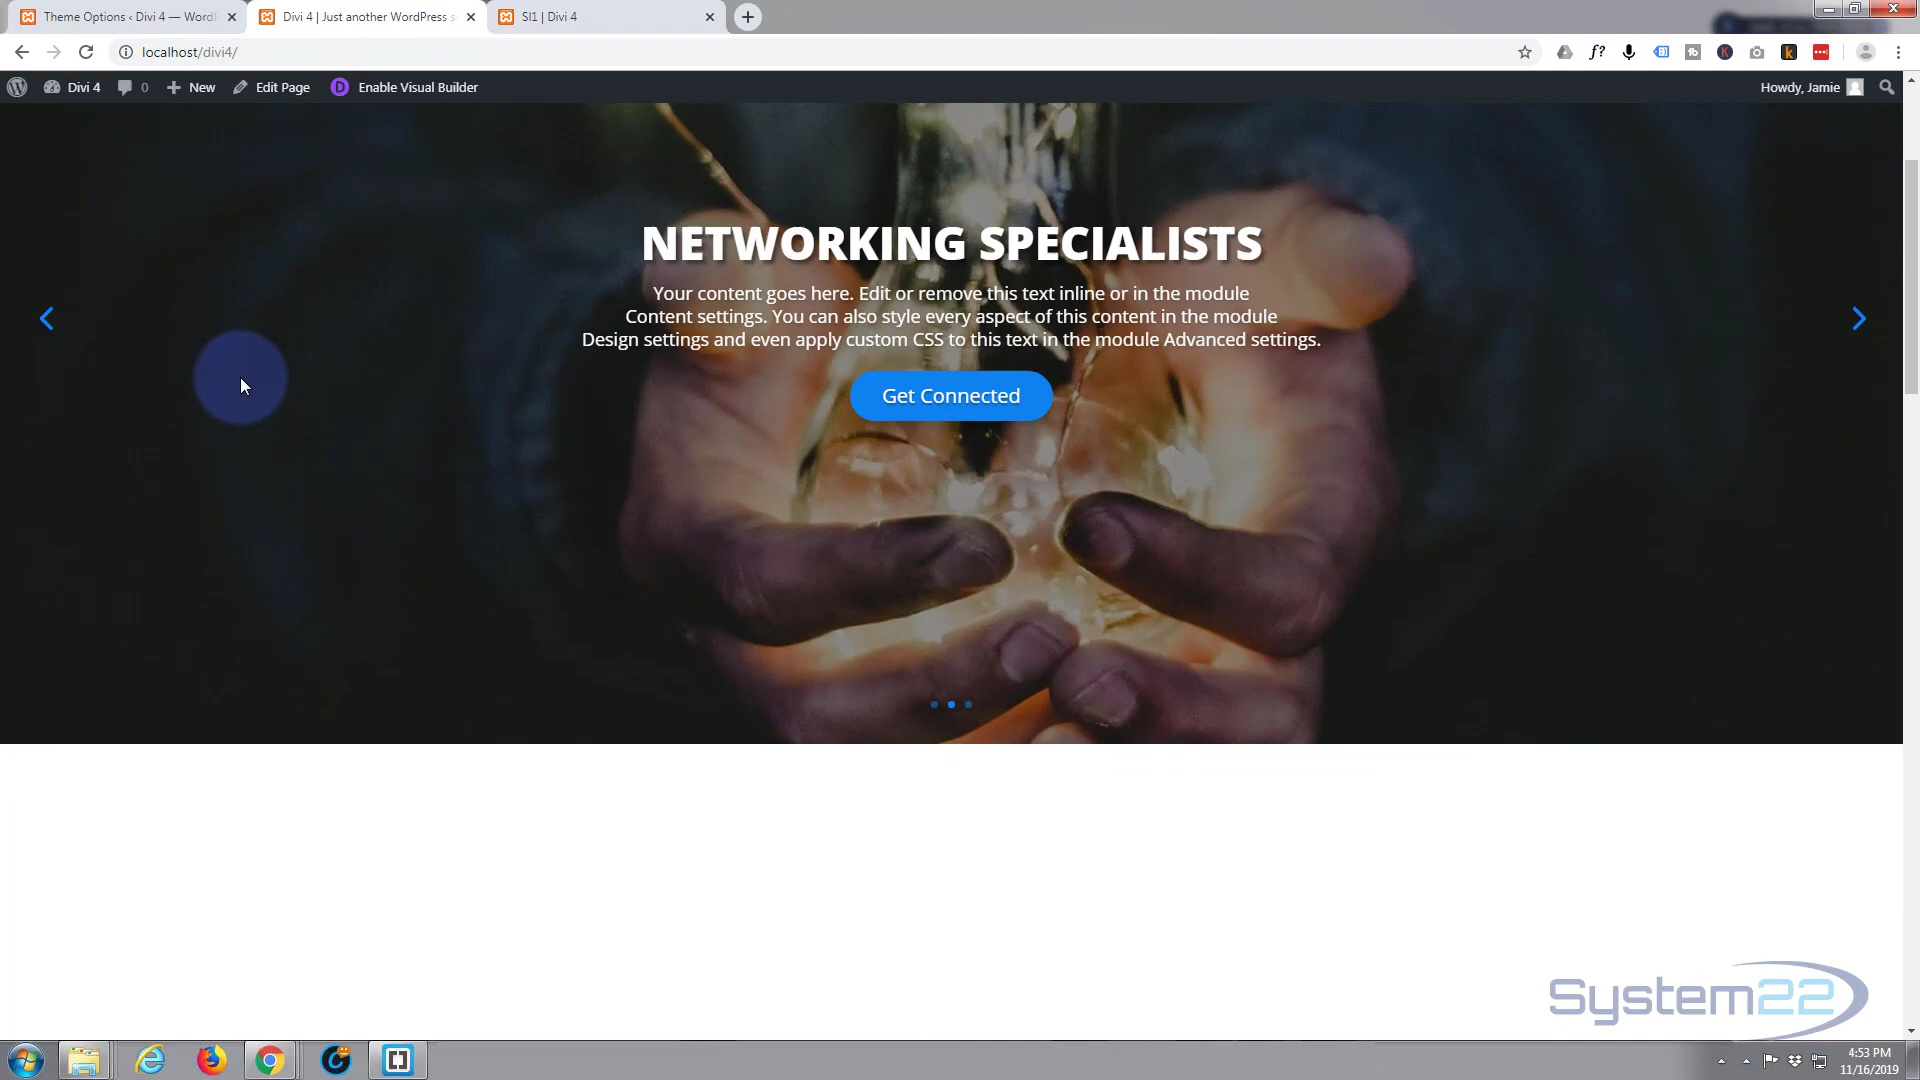 Theme Options ‹ Divi 4 — WordP
Divi 4 | Just another WordPress s
Sl1 | Divi 4
localhost/divi4/
Divi 4
0
New
Edit Page
D
Enable Visual Builder
Howdy, Jamie
NETWORKING SPECIALISTS
Your content goes here. Edit or remove this text inline or in the module
Content settings. You can also style every aspect of this content in the module
Design settings and even apply custom CSS to this text in the module Advanced settings.
Get Connected
System22
4:53 PM
11/16/2019